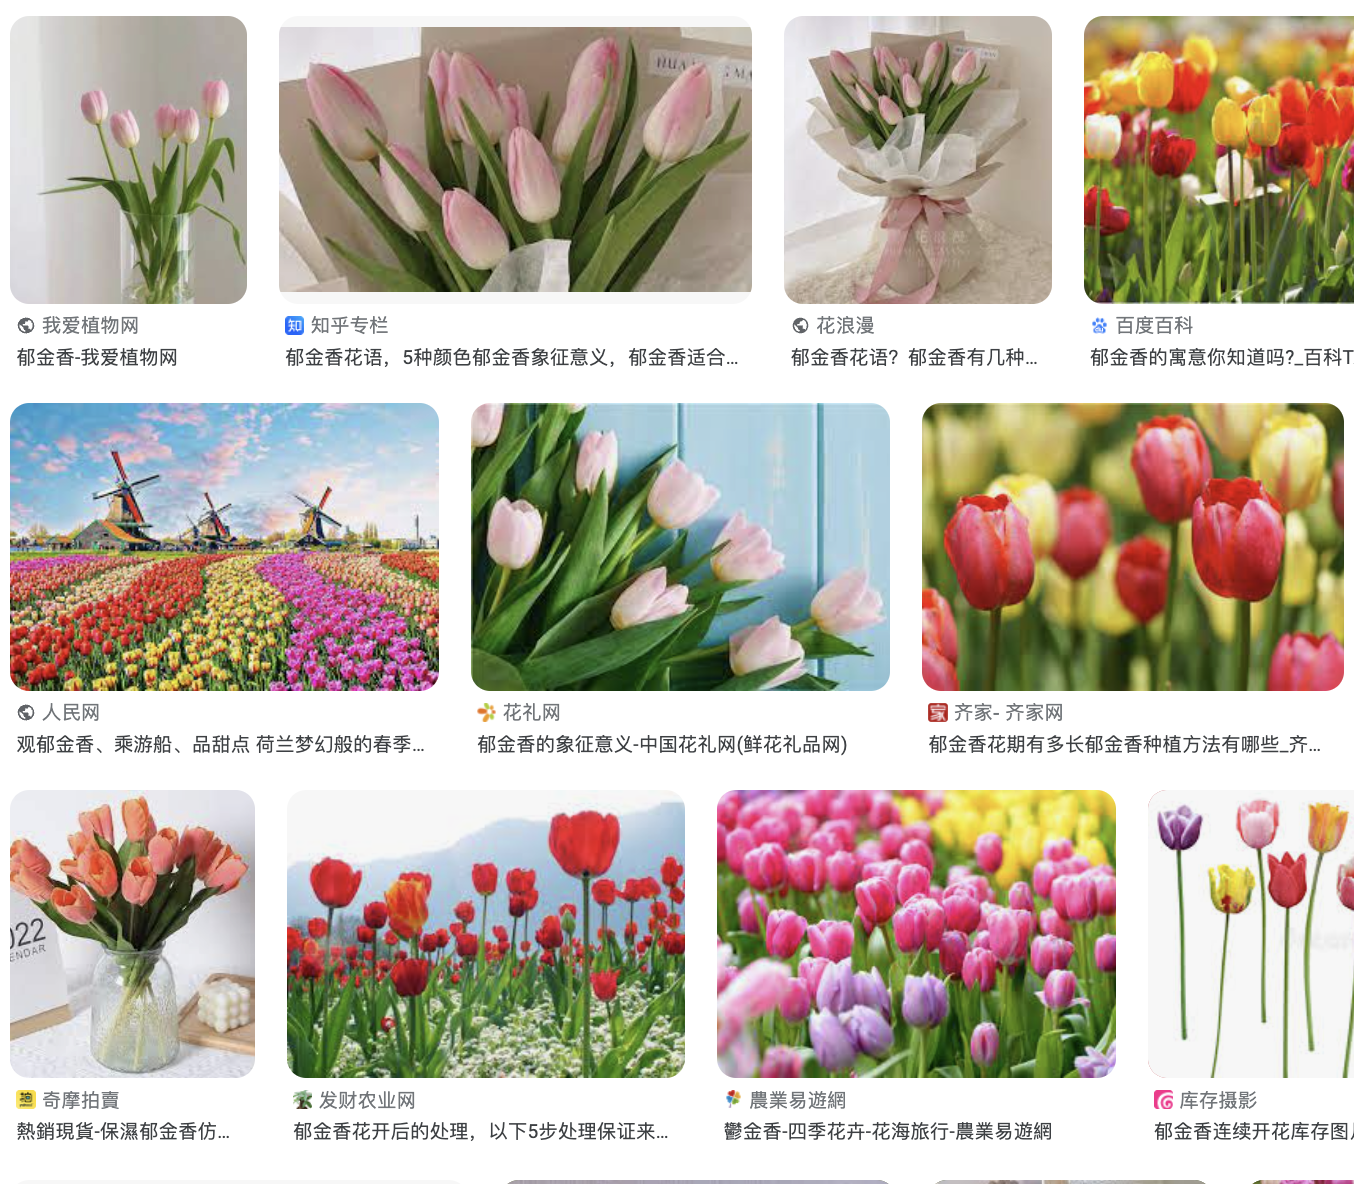 HUA
我爱植物网
郁金香-我爱植物网
知 知乎专栏
郁金香花语，5种颜色郁金香象征意义，郁金香适合...
花浪漫
郁金香花语？郁金香有几种...
百度百科
郁金香的寓意你知道吗?_百科T
人民网
观郁金香、乘游船、品甜点 荷兰梦幻般的春季...
花礼网
郁金香的象征意义-中国花礼网(鲜花礼品网)
家 齐家- 齐家网
郁金香花期有多长郁金香种植方法有哪些_齐...
022
ENDAR
奇摩拍賣
熱銷現貨-保濕郁金香仿...
发财农业网
郁金香花开后的处理，以下5步处理保证来...
農業易遊網
鬱金香-四季花卉-花海旅行-農業易遊網
库存摄影
郁金香连续开花库存图